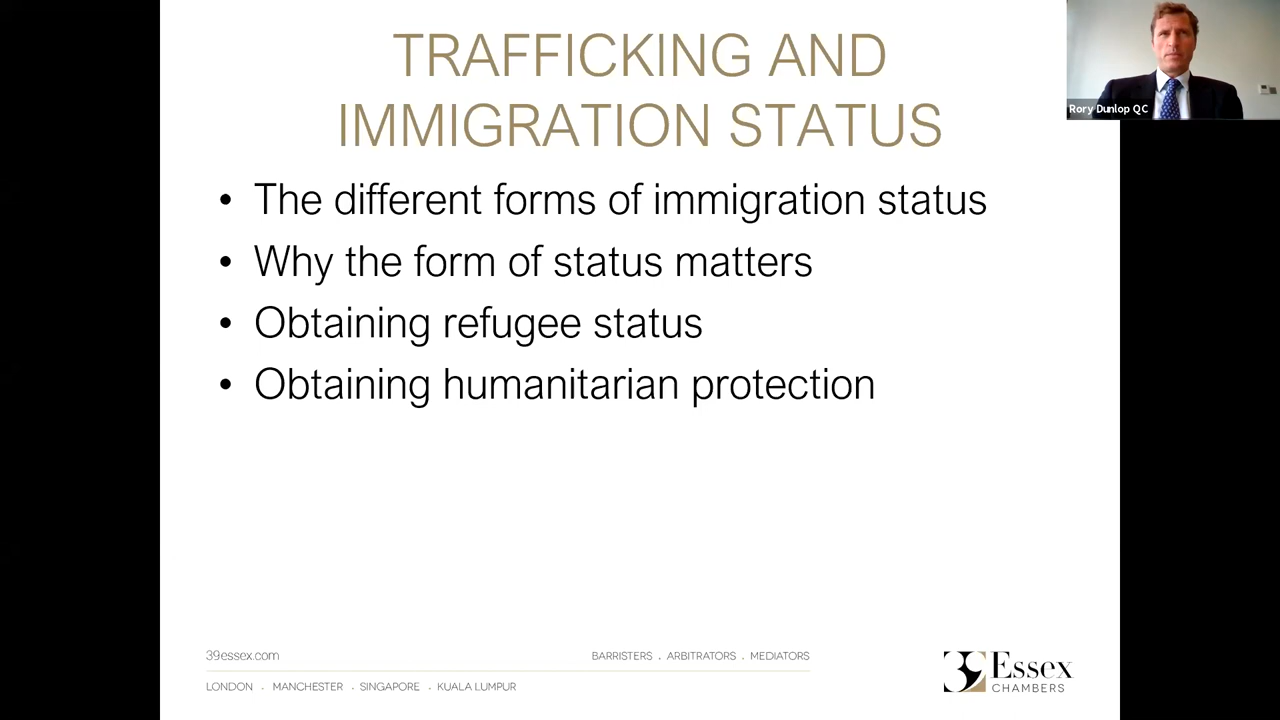 TRAFFICKING AND
IMMIGRATION STATUS
Rory Dunlop QC
• The different forms of immigration status
• Why the form of status matters
• Obtaining refugee status
• Obtaining humanitarian protection
39essex.com
BARRISTERS . ARBITRATORS . MEDIATORS
LONDON . MANCHESTER . SINGAPORE . KUALA LUMPUR
39 Essex
CHAMBERS